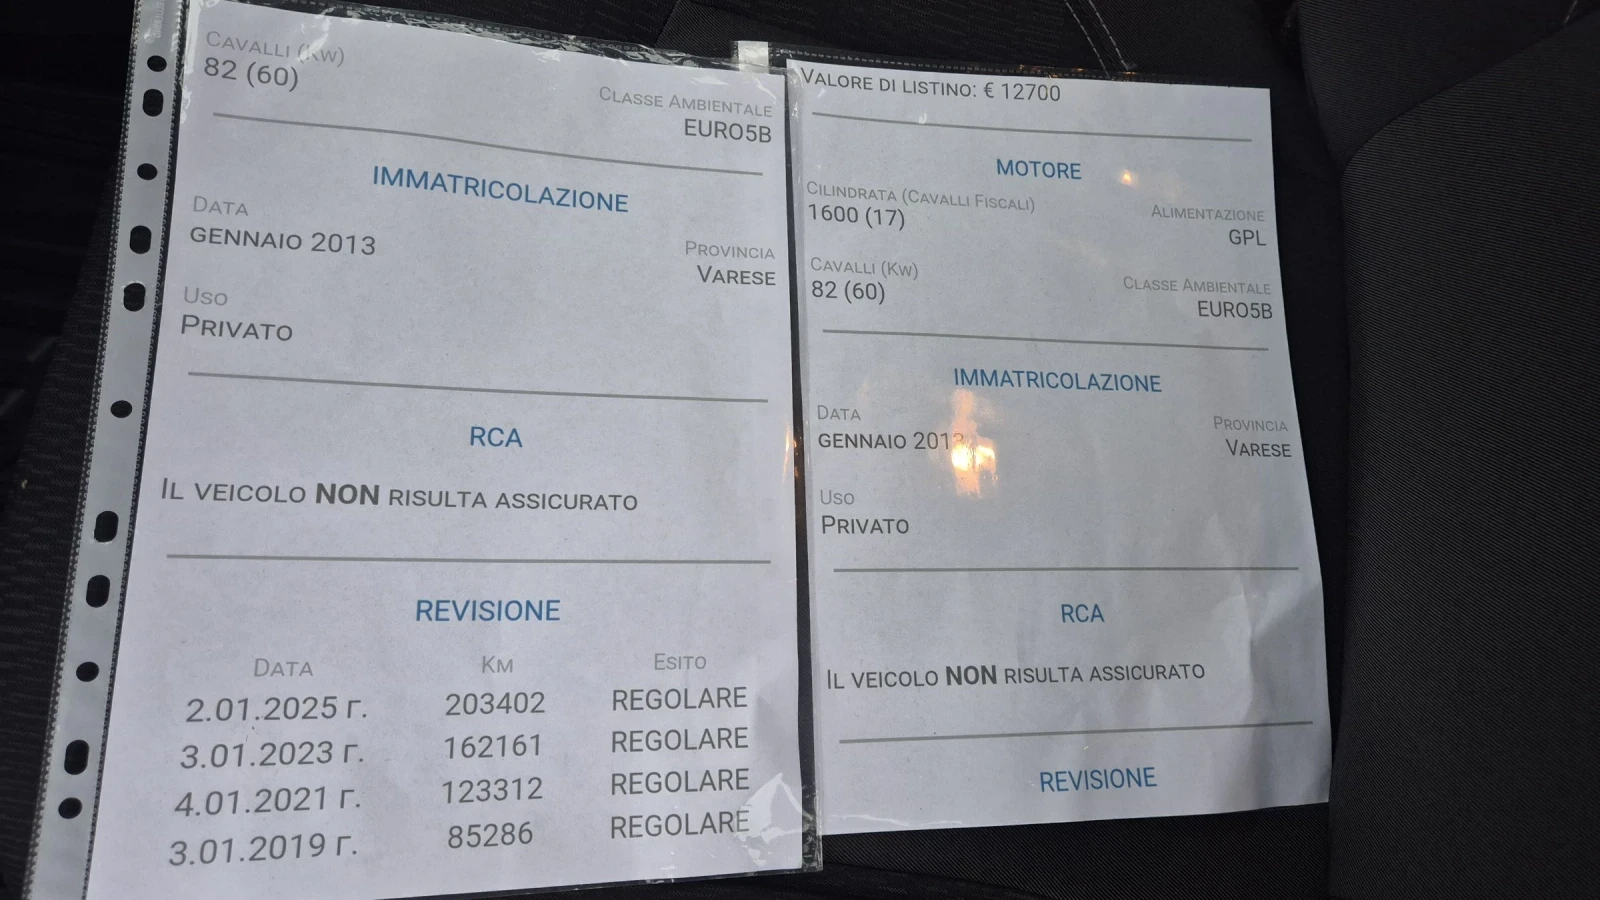 CAVALLI (KW)
82 (60)
CLASSE AMBIENTALE
EURO5B
IMMATRICOLAZIONE
DATA
GENNAIO 2013
PROVINCIA
VARESE
USO
PRIVATO
RCA
IL VEICOLO NON RISULTA ASSICURATO
REVISIONE
DATA KM ESITO
2.01.2025 г. 203402 REGOLARE
3.01.2023 г. 162161 REGOLARE
4.01.2021 г. 123312 REGOLARE
3.01.2019 г. 85286 REGOLARE
VALORE DI LISTINO: € 12700
MOTORE
CILINDRATA (CAVALLI FISCALI)
1600 (17)
ALIMENTAZIONE
GPL
CAVALLI (KW)
82 (60)
CLASSE AMBIENTALE
EURO5B
IMMATRICOLAZIONE
DATA
GENNAIO 2013
PROVINCIA
VARESE
USO
PRIVATO
RCA
IL VEICOLO NON RISULTA ASSICURATO
REVISIONE